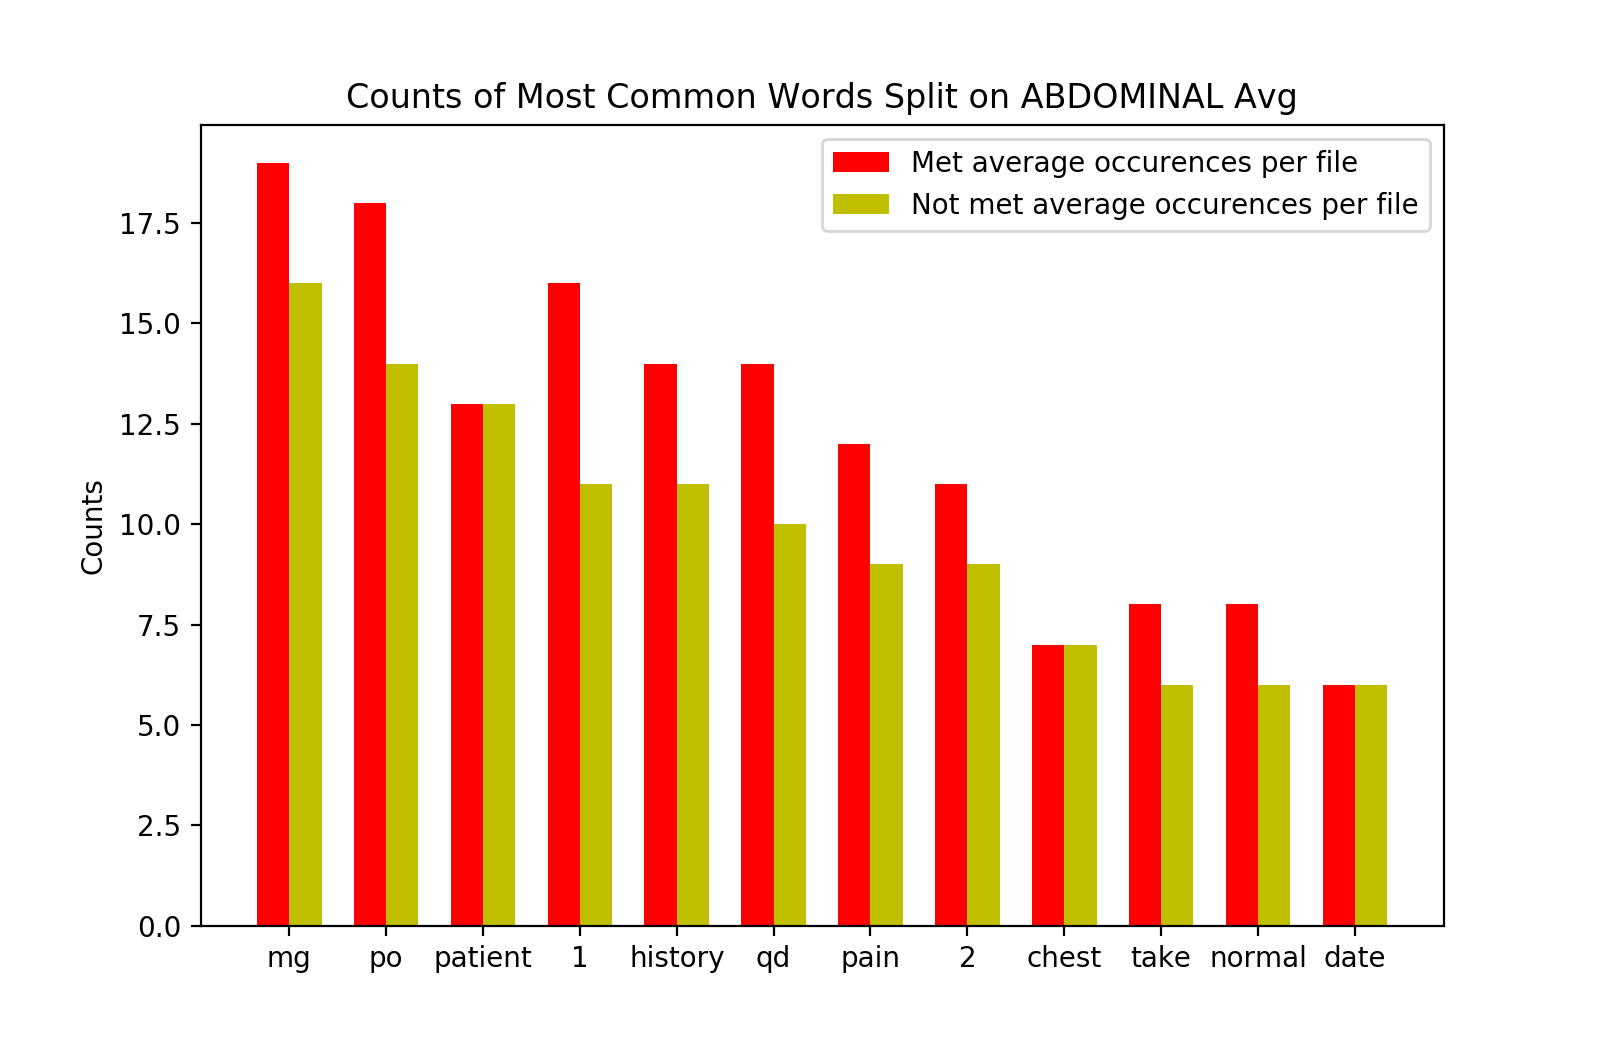 Counts of Most Common Words Split on ABDOMINAL Avg
Met average occurences per file
Not met average occurences per file
Counts
17.5
15.0
12.5
10.0
7.5
5.0
2.5
0.0
mg po patient 1 history qd pain 2 chest take normal date